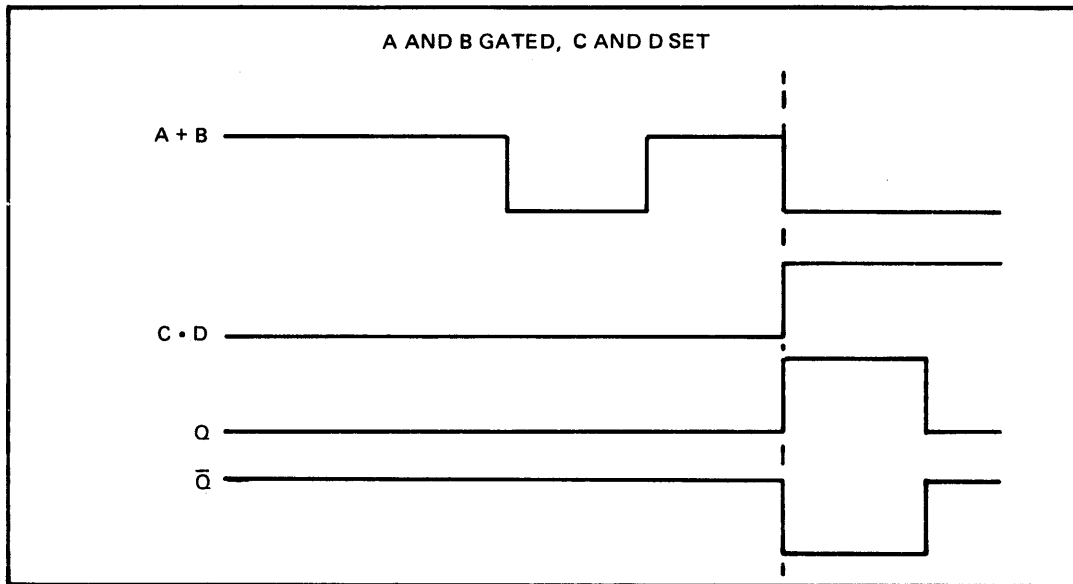 A AND B GATED, C AND D SET
A + B
C • D
Q
Q̅